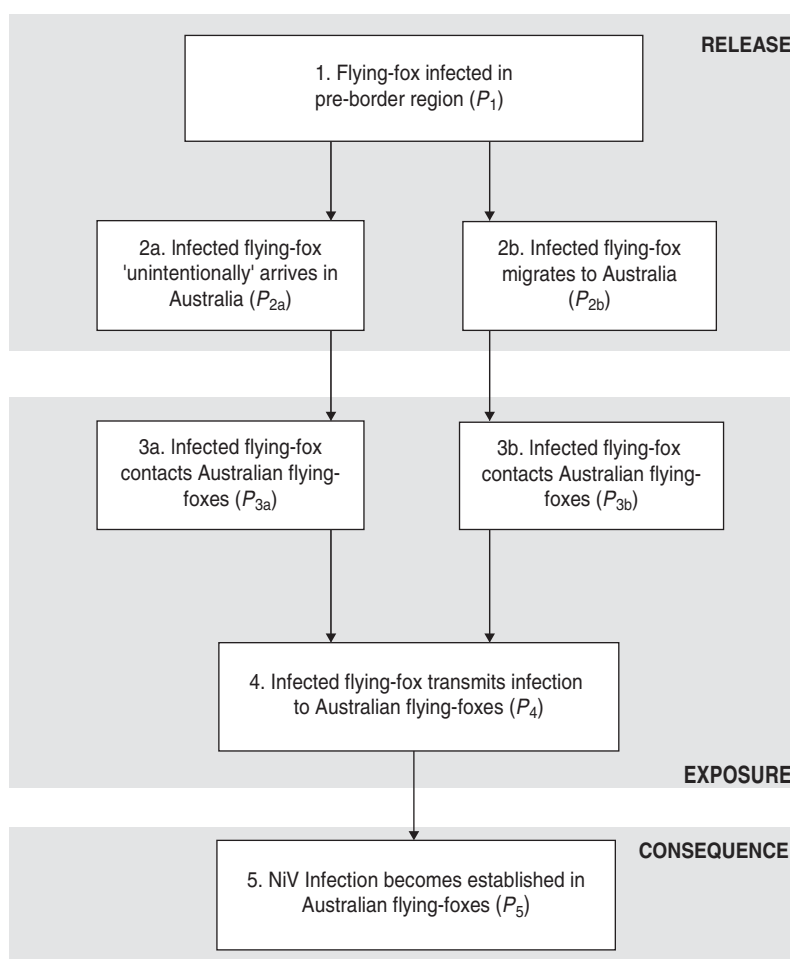 RELEASE
1. Flying-fox infected in
pre-border region (P1)
2a. Infected flying-fox
'unintentionally' arrives in
Australia (P2a)
2b. Infected flying-fox
migrates to Australia
(P2b)
3a. Infected flying-fox
contacts Australian flying-
foxes (P3a)
3b. Infected flying-fox
contacts Australian flying-
foxes (P3b)
4. Infected flying-fox transmits infection
to Australian flying-foxes (P4)
EXPOSURE
CONSEQUENCE
5. NiV Infection becomes established in
Australian flying-foxes (P5)